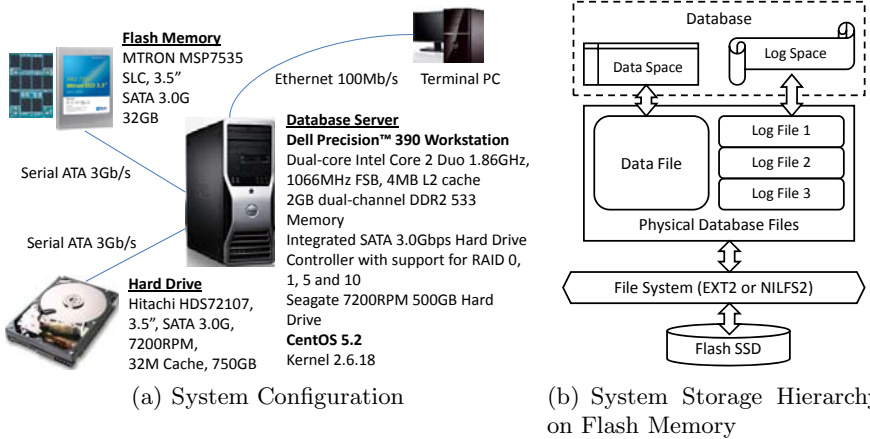 Flash Memory
MTRON MSP7535
SLC, 3.5”
SATA 3.0G
32GB
Ethernet 100Mb/s
Terminal PC
Serial ATA 3Gb/s
Database Server
Dell Precision™ 390 Workstation
Dual-core Intel Core 2 Duo 1.86GHz,
1066MHz FSB, 4MB L2 cache
2GB dual-channel DDR2 533
Memory
Integrated SATA 3.0Gbps Hard Drive
Controller with support for RAID 0,
1, 5 and 10
Seagate 7200RPM 500GB Hard
Drive
CentOS 5.2
Kernel 2.6.18
Serial ATA 3Gb/s
Hard Drive
Hitachi HDS72107,
3.5”, SATA 3.0G,
7200RPM,
32M Cache, 750GB
(a) System Configuration
Database
Data Space
Log Space
Data File
Log File 1
Log File 2
Log File 3
Physical Database Files
File System (EXT2 or NILFS2)
Flash SSD
(b) System Storage Hierarchy
on Flash Memory